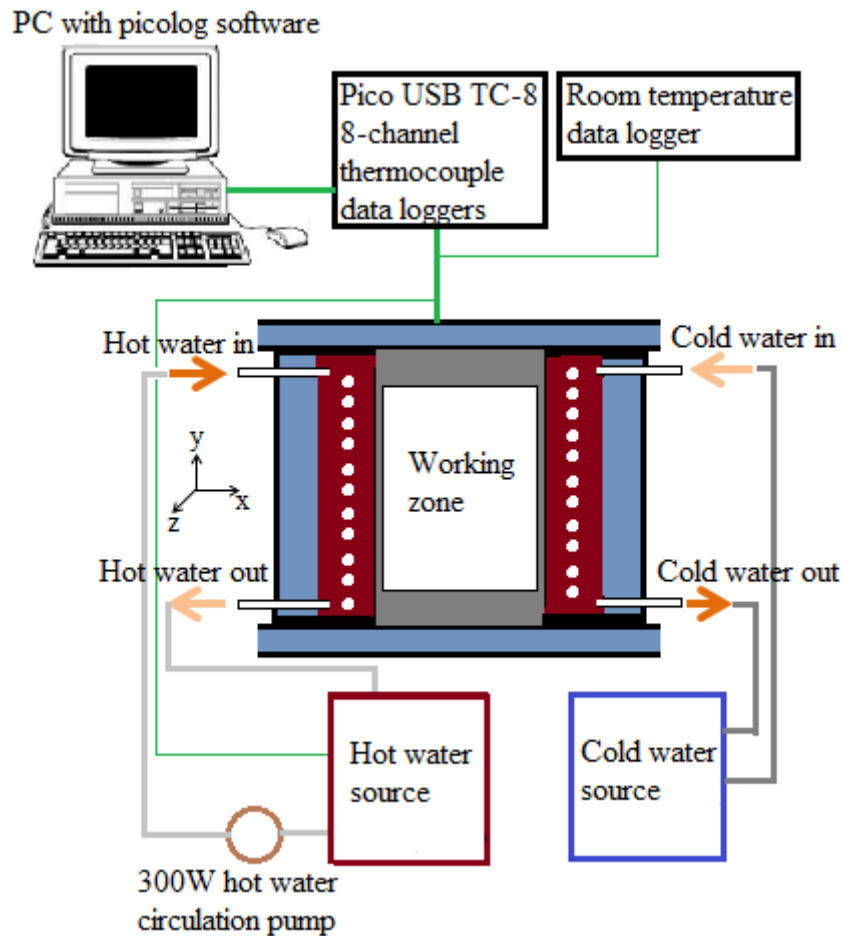 PC with picolog software
Pico USB TC-8
8-channel
thermocouple
data loggers
Room temperature
data logger
Hot water in
Cold water in
y
x
z
Working
zone
Hot water out
Cold water out
Hot water
source
Cold water
source
300W hot water
circulation pump